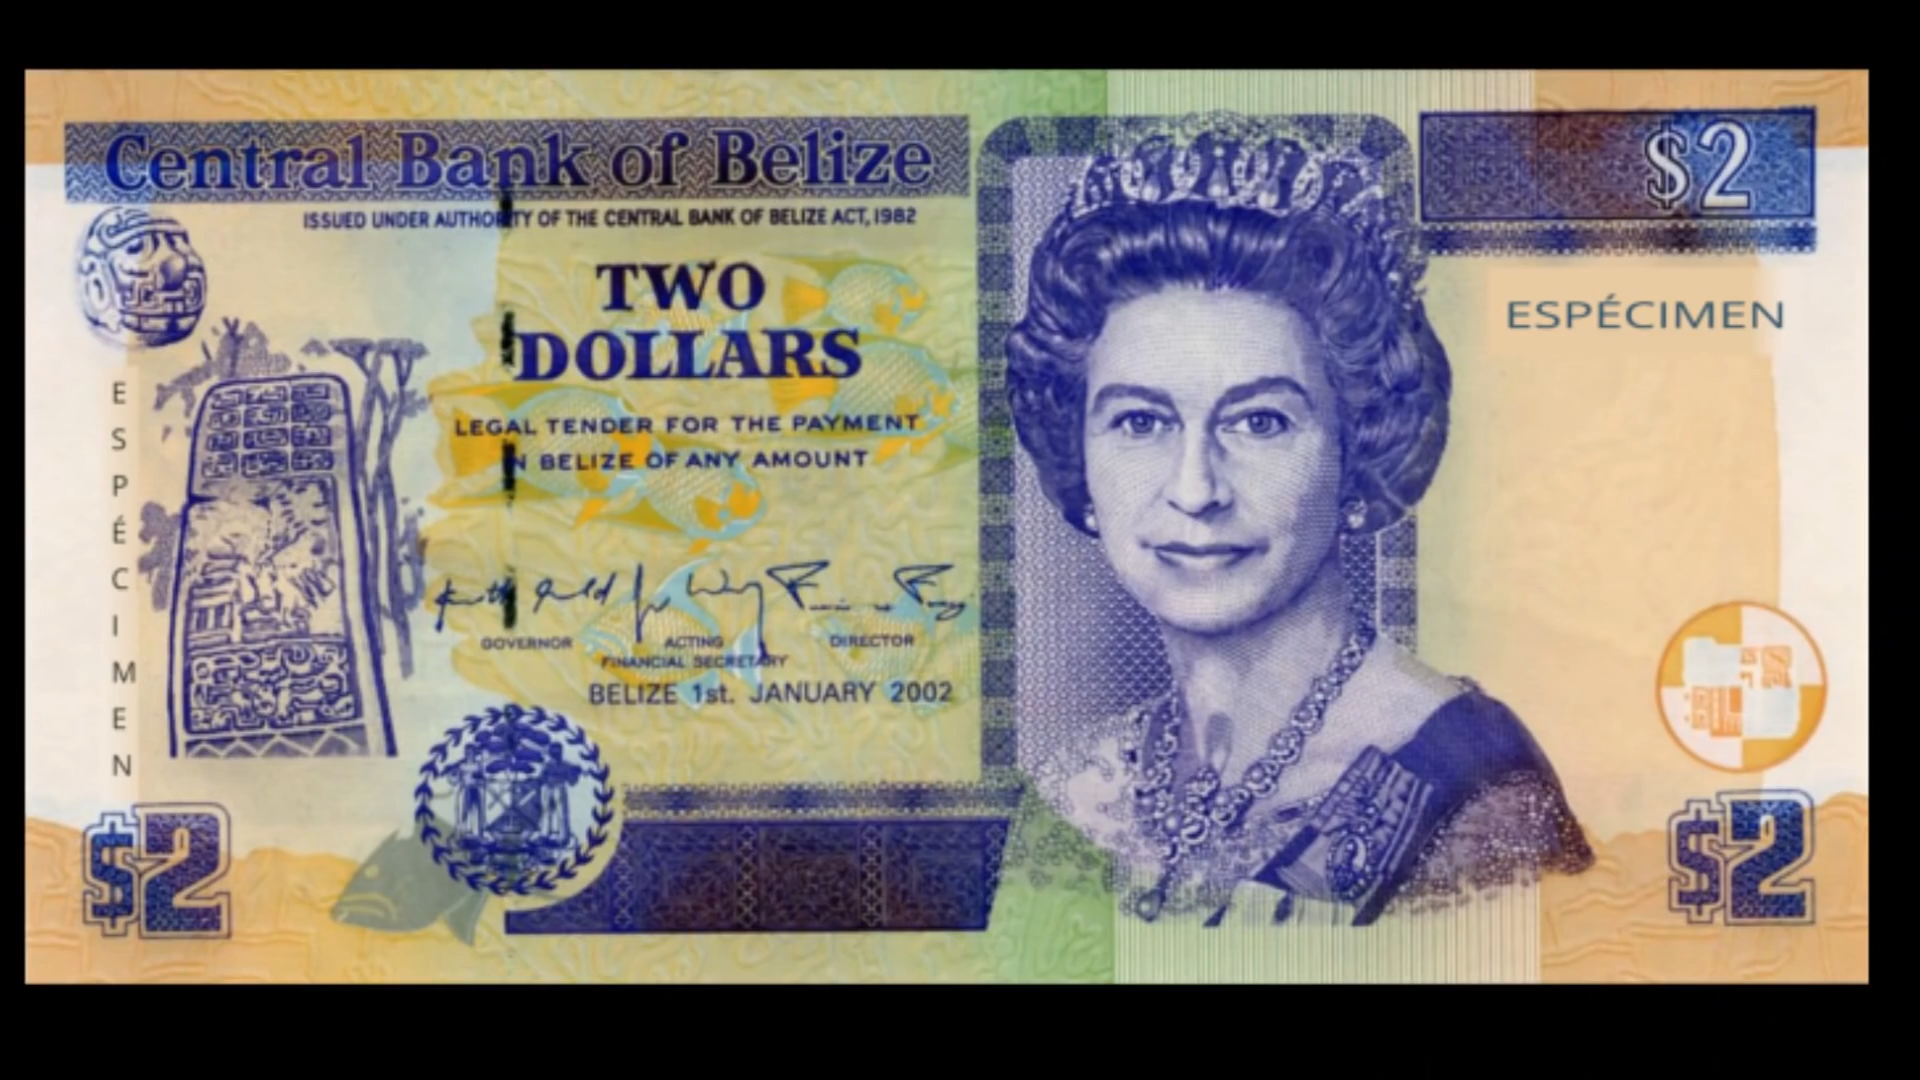 Central Bank of Belize
$2
ISSUED UNDER AUTHORITY OF THE CENTRAL BANK OF BELIZE ACT, 1982
TWO
DOLLARS
ESPÉCIMEN
LEGAL TENDER FOR THE PAYMENT
IN BELIZE OF ANY AMOUNT
ESPÉCIMEN
GOVERNOR
ACTING
FINANCIAL SECRETARY
DIRECTOR
BELIZE 1st. JANUARY 2002
$2
$2